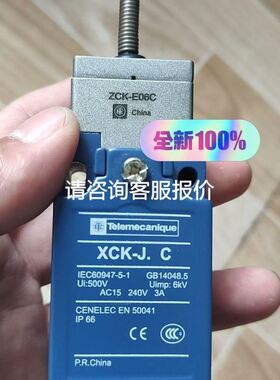 ZCK-E06C
China
全新100%
请咨询客服报价
Telemecanique
XCK-J. C
IEC60947-5-1 GB14048.5
Ui:500V Uimp: 6kV
AC15 240V 3A
CENELEC EN 50041
IP 66
CCC
P.R.China